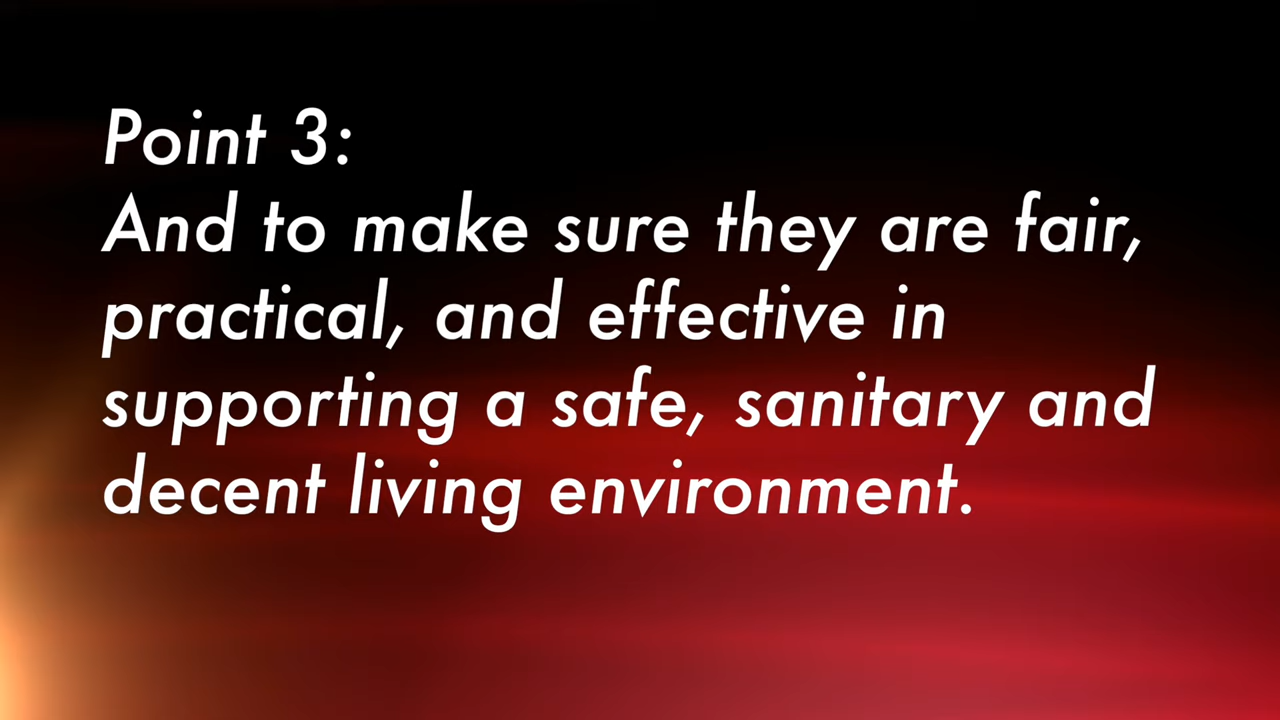 Point 3:
And to make sure they are fair,
practical, and effective in
supporting a safe, sanitary and
decent living environment.